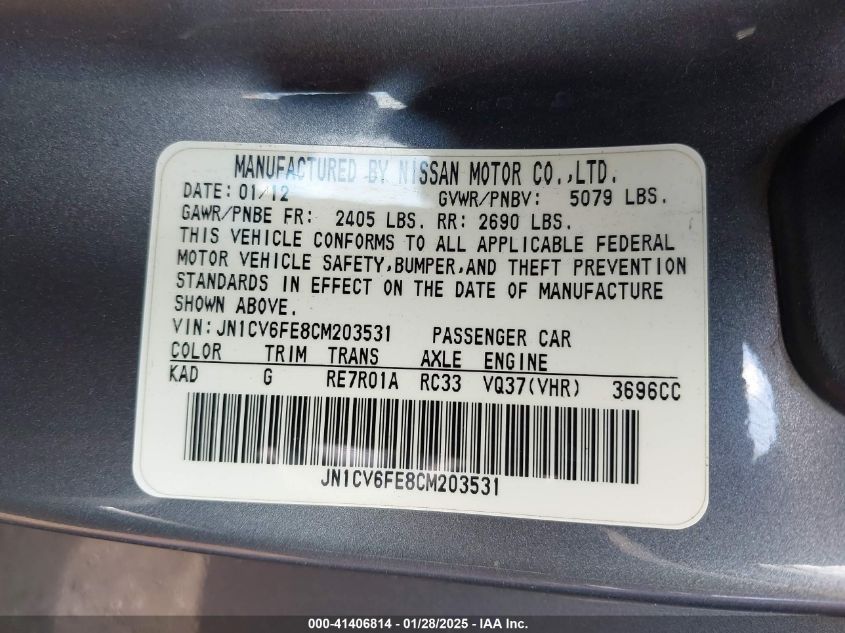 MANUFACTURED BY NISSAN MOTOR CO.,LTD.
DATE: 01/12 GVWR/PNBV: 5079 LBS.
GAWR/PNBE FR: 2405 LBS. RR: 2690 LBS.
THIS VEHICLE CONFORMS TO ALL APPLICABLE FEDERAL
MOTOR VEHICLE SAFETY,BUMPER,AND THEFT PREVENTION
STANDARDS IN EFFECT ON THE DATE OF MANUFACTURE
SHOWN ABOVE.
VIN: JN1CV6FE8CM203531 PASSENGER CAR
COLOR TRIM TRANS AXLE ENGINE
KAD G RE7R01A RC33 VQ37(VHR) 3696CC
JN1CV6FE8CM203531
000-41406814 - 01/28/2025 - IAA Inc.